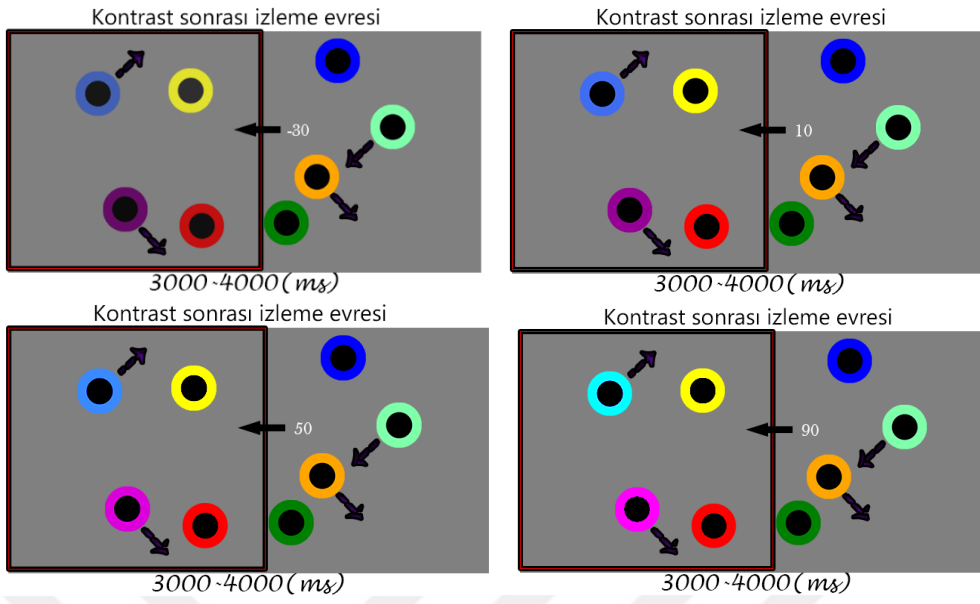 Kontrast sonrası izleme evresi
-30
3000~4000(ms)
Kontrast sonrası izleme evresi
10
3000~4000(ms)
Kontrast sonrası izleme evresi
50
3000~4000(ms)
Kontrast sonrası izleme evresi
90
3000~4000(ms)